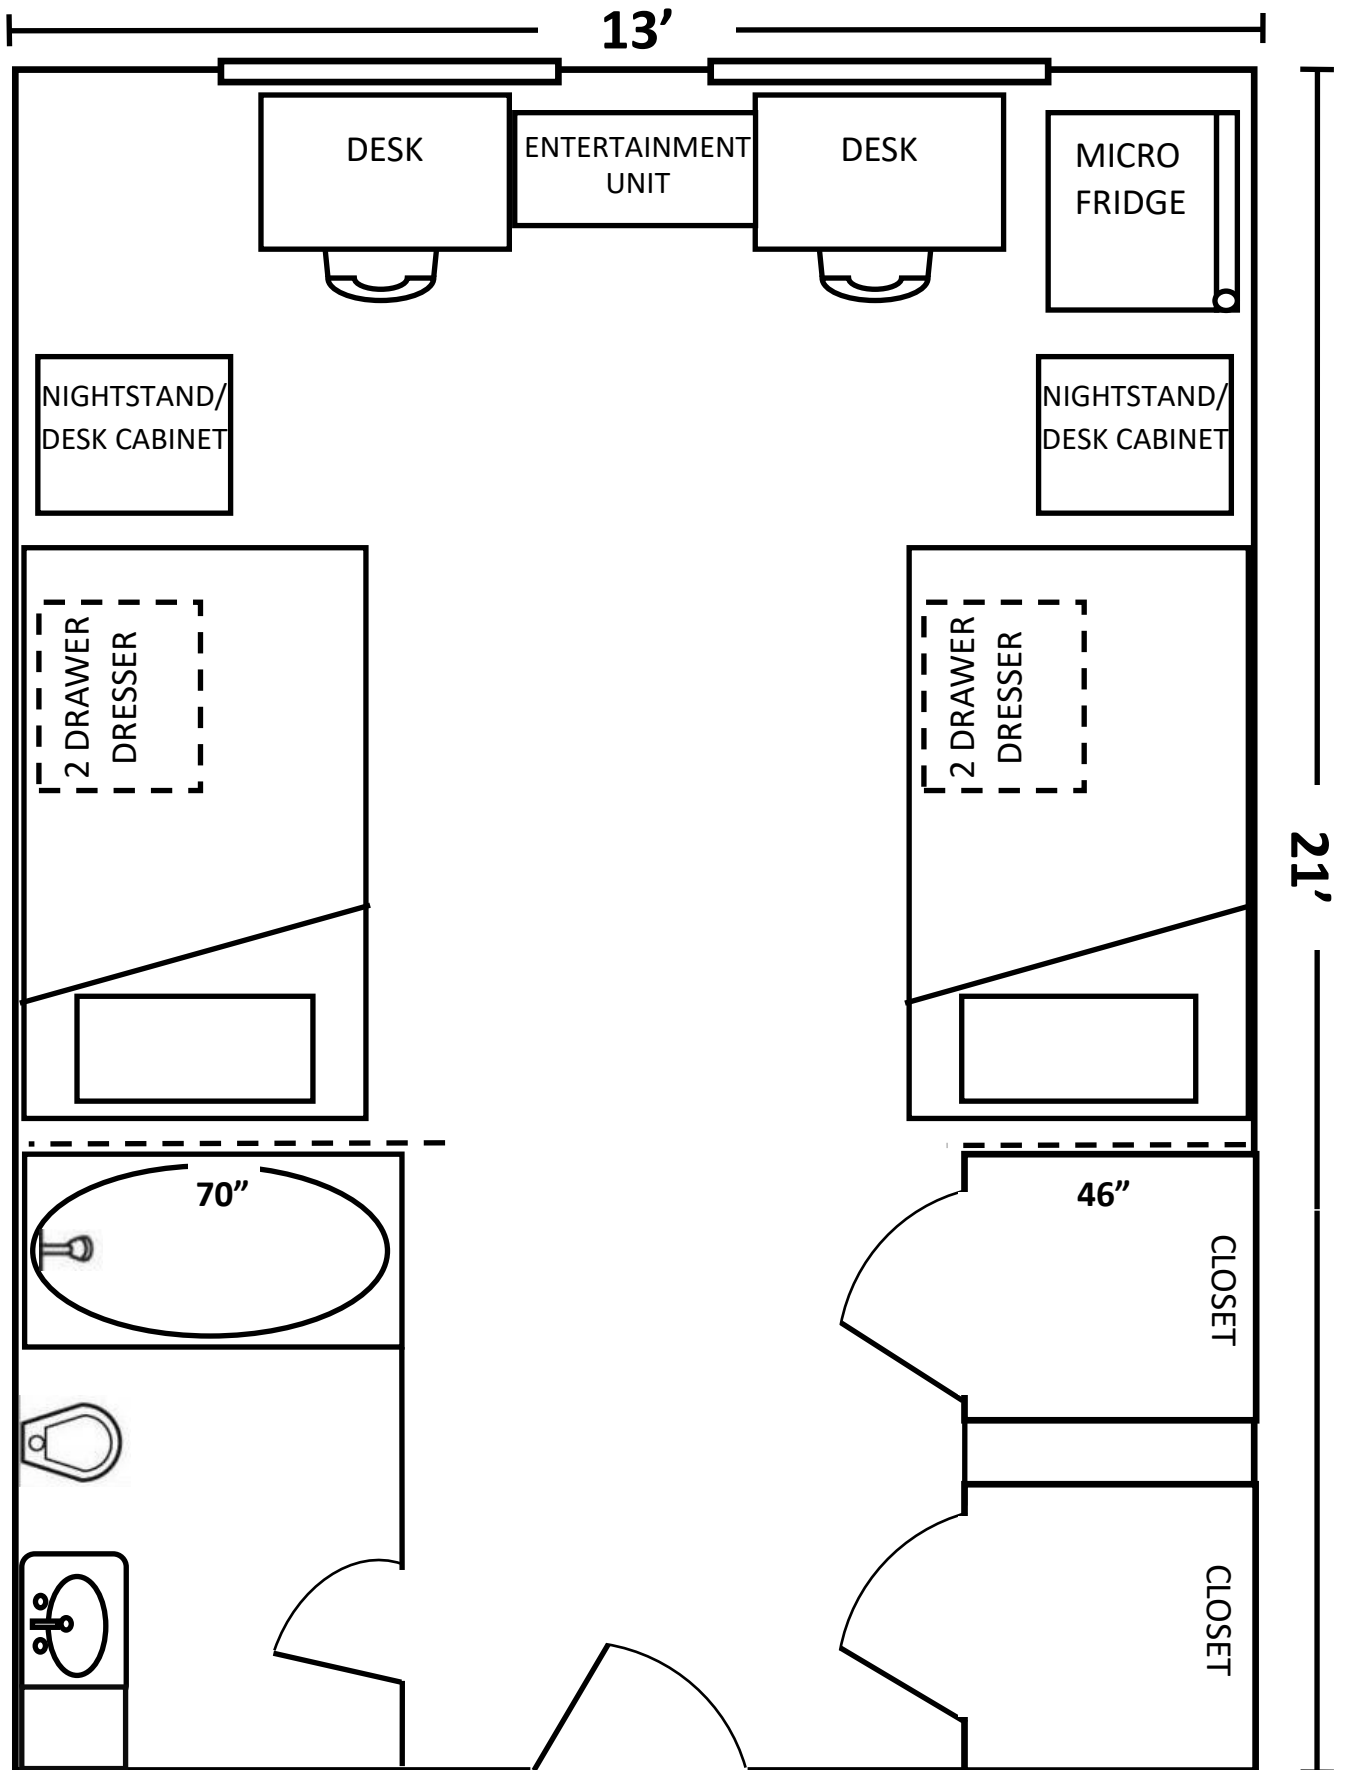 13’
DESK
ENTERTAINMENT
UNIT
DESK
MICRO
FRIDGE
NIGHTSTAND/
DESK CABINET
NIGHTSTAND/
DESK CABINET
2 DRAWER
DRESSER
2 DRAWER
DRESSER
21’
70”
46”
CLOSET
CLOSET